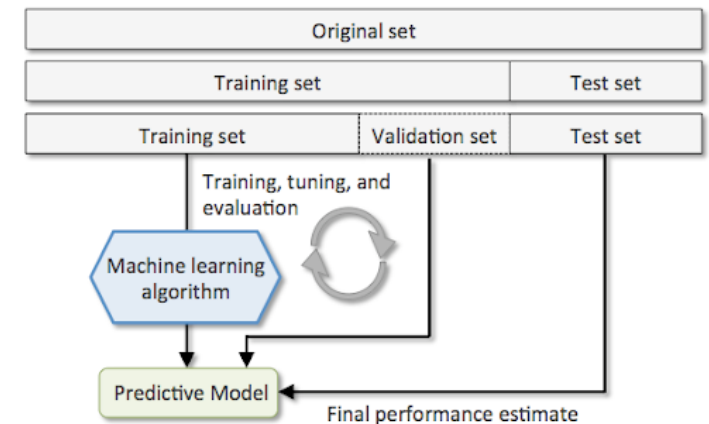 Original set
Training set
Test set
Training set
Validation set
Test set
Training, tuning, and
evaluation
Machine learning
algorithm
Predictive Model
Final performance estimate